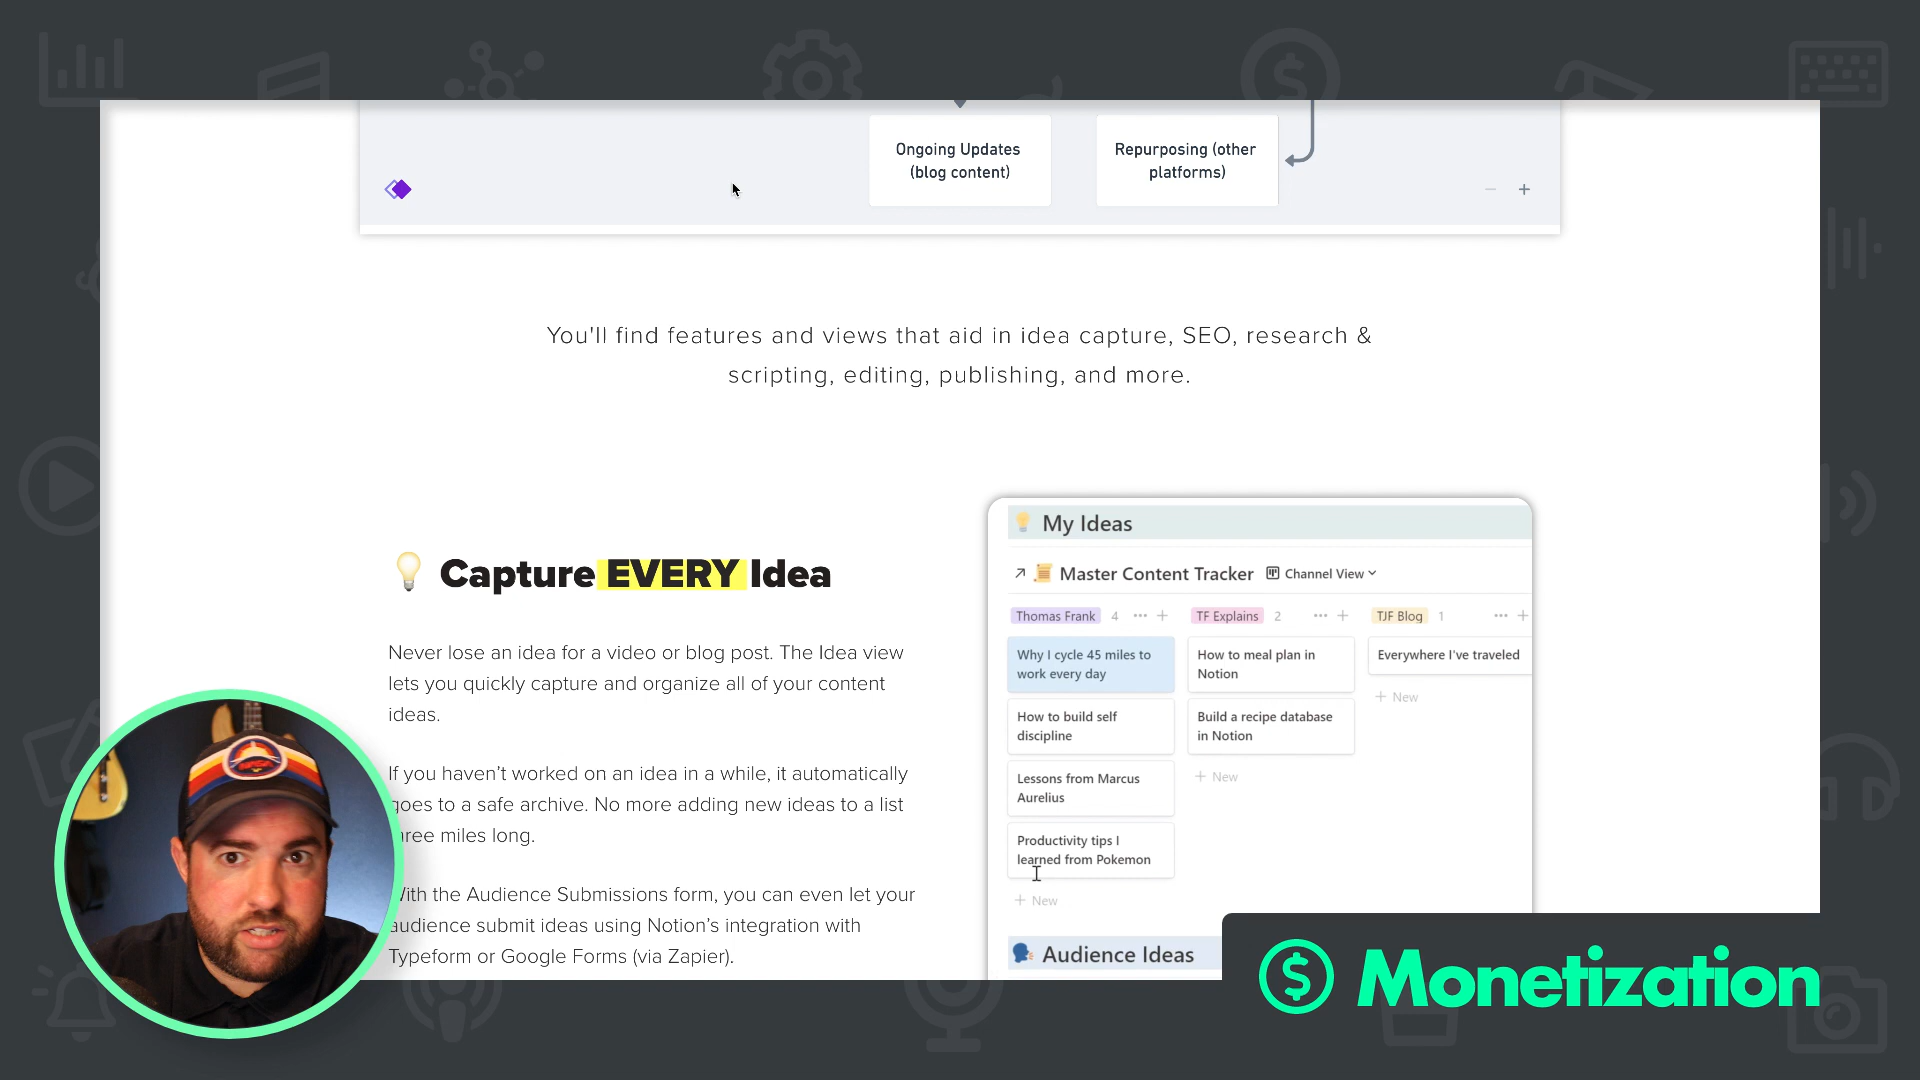 Ongoing Updates
(blog content)
Repurposing (other
platforms)
You'll find features and views that aid in idea capture, SEO, research &
scripting, editing, publishing, and more.
💡 Capture EVERY Idea
Never lose an idea for a video or blog post. The Idea view
lets you quickly capture and organize all of your content
ideas.
If you haven’t worked on an idea in a while, it automatically
goes to a safe archive. No more adding new ideas to a list
three miles long.
With the Audience Submissions form, you can even let your
audience submit ideas using Notion’s integration with
Typeform or Google Forms (via Zapier).
My Ideas
Master Content Tracker Channel View
Thomas Frank 4
Why I cycle 45 miles to
work every day
How to build self
discipline
Lessons from Marcus
Aurelius
Productivity tips I
learned from Pokemon
+ New
TF Explains 2
How to meal plan in
Notion
Build a recipe database
in Notion
+ New
TJF Blog 1
Everywhere I've traveled
+ New
Audience Ideas
Monetization